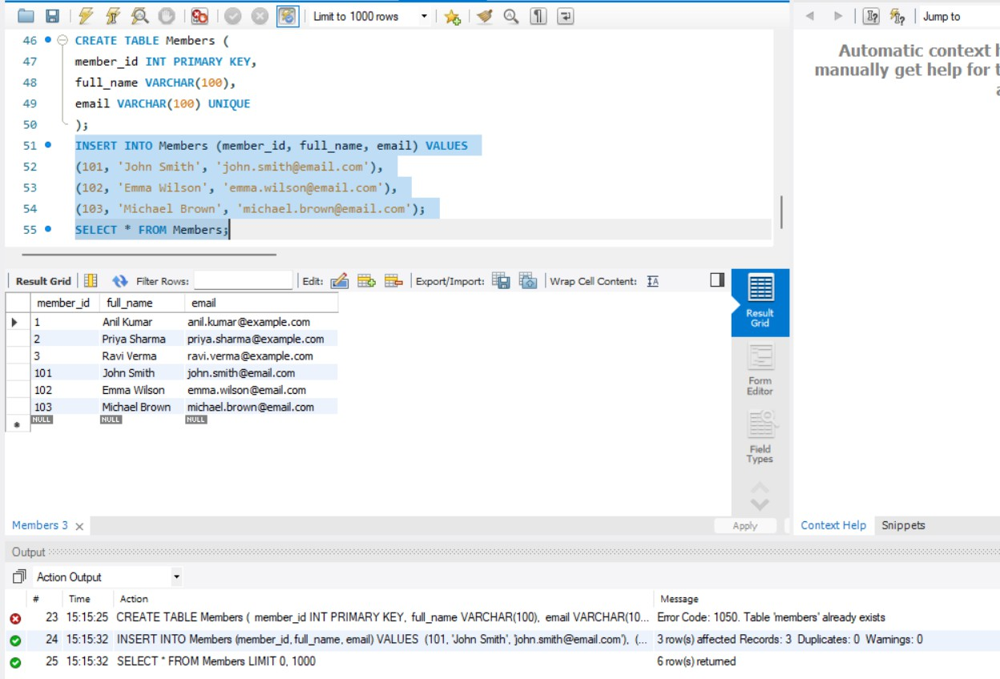 Limit to 1000 rows
Jump to
46 CREATE TABLE Members (
47 member_id INT PRIMARY KEY,
48 full_name VARCHAR(100),
49 email VARCHAR(100) UNIQUE
50 );
51 INSERT INTO Members (member_id, full_name, email) VALUES
52 (101, 'John Smith', 'john.smith@email.com'),
53 (102, 'Emma Wilson', 'emma.wilson@email.com'),
54 (103, 'Michael Brown', 'michael.brown@email.com');
55 SELECT * FROM Members;
Automatic context h
manually get help for t
Result Grid Filter Rows: Edit: Export/Import: Wrap Cell Content:
member_id full_name email
1 Anil Kumar anil.kumar@example.com
2 Priya Sharma priya.sharma@example.com
3 Ravi Verma ravi.verma@example.com
101 John Smith john.smith@email.com
102 Emma Wilson emma.wilson@email.com
103 Michael Brown michael.brown@email.com
NULL NULL NULL
Result
Grid
Form
Editor
Field
Types
Members 3
Apply
Context Help Snippets
Output
Action Output
# Time Action Message
23 15:15:25 CREATE TABLE Members ( member_id INT PRIMARY KEY, full_name VARCHAR(100), email VARCHAR(10... Error Code: 1050. Table 'members' already exists
24 15:15:32 INSERT INTO Members (member_id, full_name, email) VALUES (101, 'John Smith', 'john.smith@email.com'), (... 3 row(s) affected Records: 3 Duplicates: 0 Warnings: 0
25 15:15:32 SELECT * FROM Members LIMIT 0, 1000 6 row(s) returned